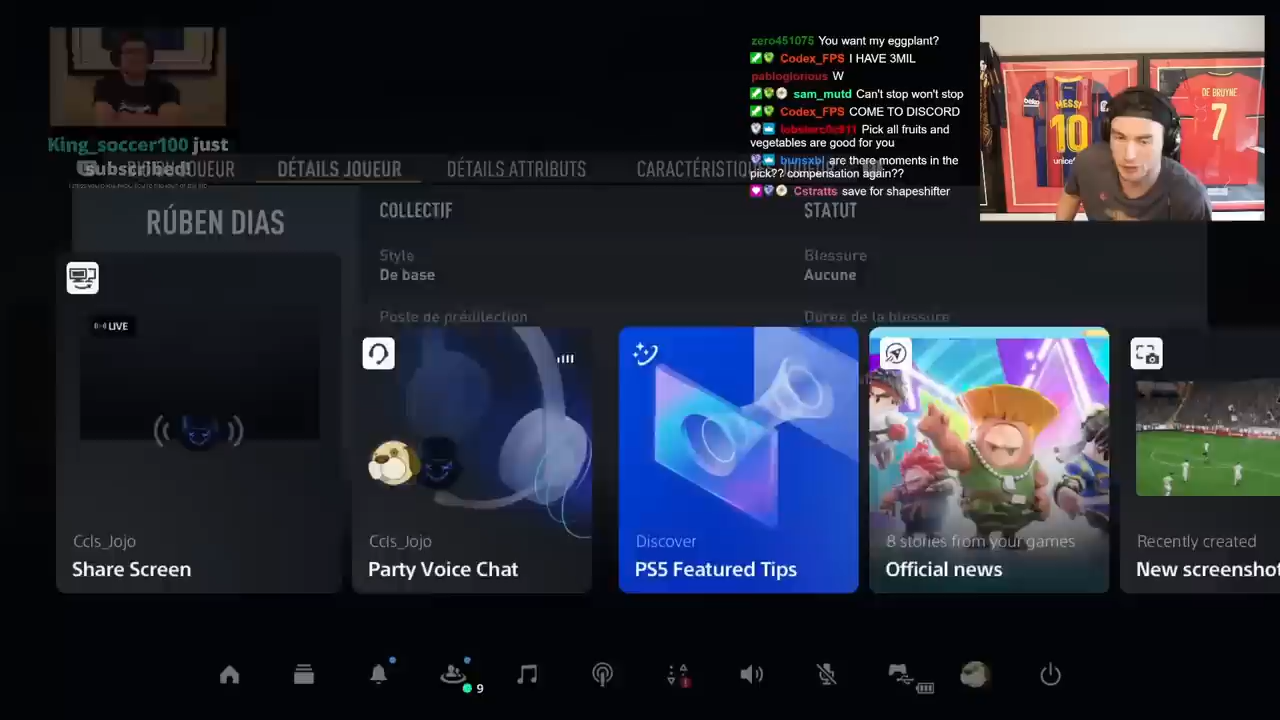 zero451075 You want my eggplant?
Codex_FPS I HAVE 3MIL
pabloglorious W
sam_mutd Can't stop won't stop
Codex_FPS COME TO DISCORD
Pick all fruits and
vegetables are good for you
bunsxbl are there moments in the
pick?? compensation again??
Cstratts save for shapeshifter
MESSI
10
beko
DE BRUYNE
7
King_soccer100 just
subscribed!
JOUEUR
DÉTAILS JOUEUR
DÉTAILS ATTRIBUTS
RÚBEN DIAS
COLLECTIF
STATUT
Style
De base
Blessure
Aucune
Poste de prédilection
Durée de la blessure
LIVE
Ccls_Jojo
Share Screen
Ccls_Jojo
Party Voice Chat
Discover
PS5 Featured Tips
8 stories from your games
Official news
Recently created
New screenshot
9